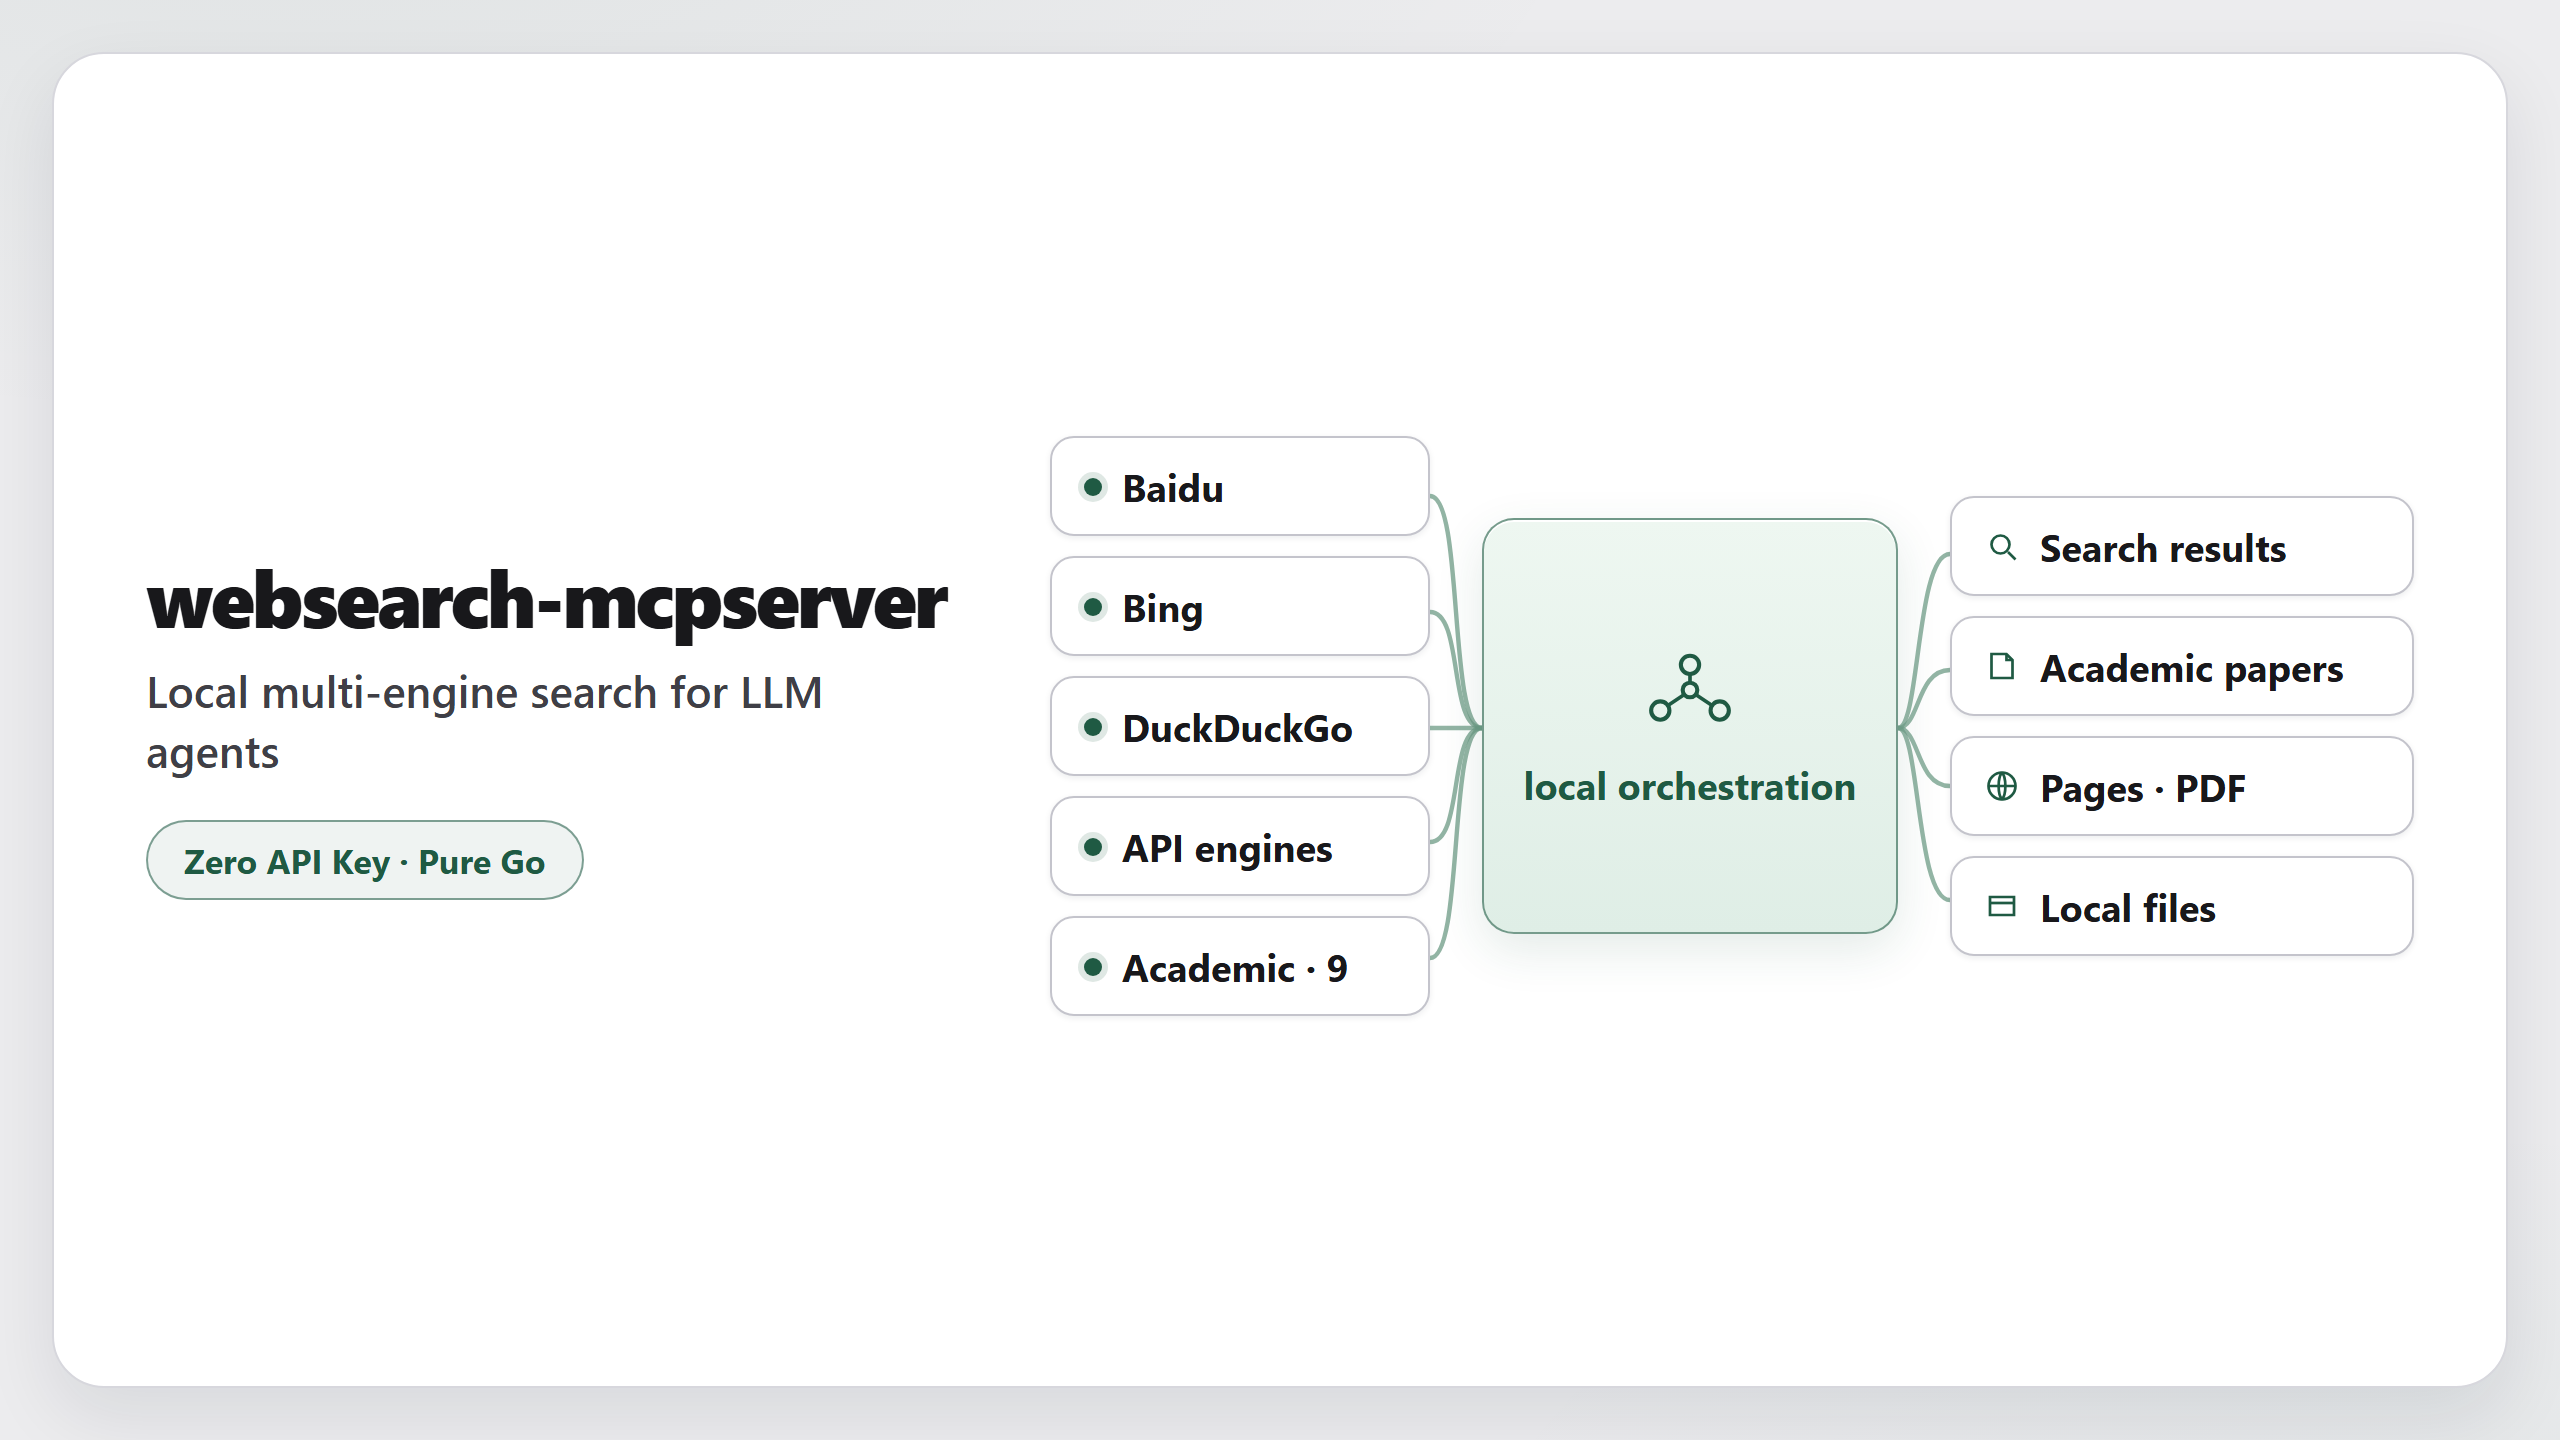 websearch-mcpserver
Local multi-engine search for LLM
agents
Zero API Key · Pure Go
Baidu
Bing
DuckDuckGo
API engines
Academic · 9
local orchestration
Search results
Academic papers
Pages · PDF
Local files